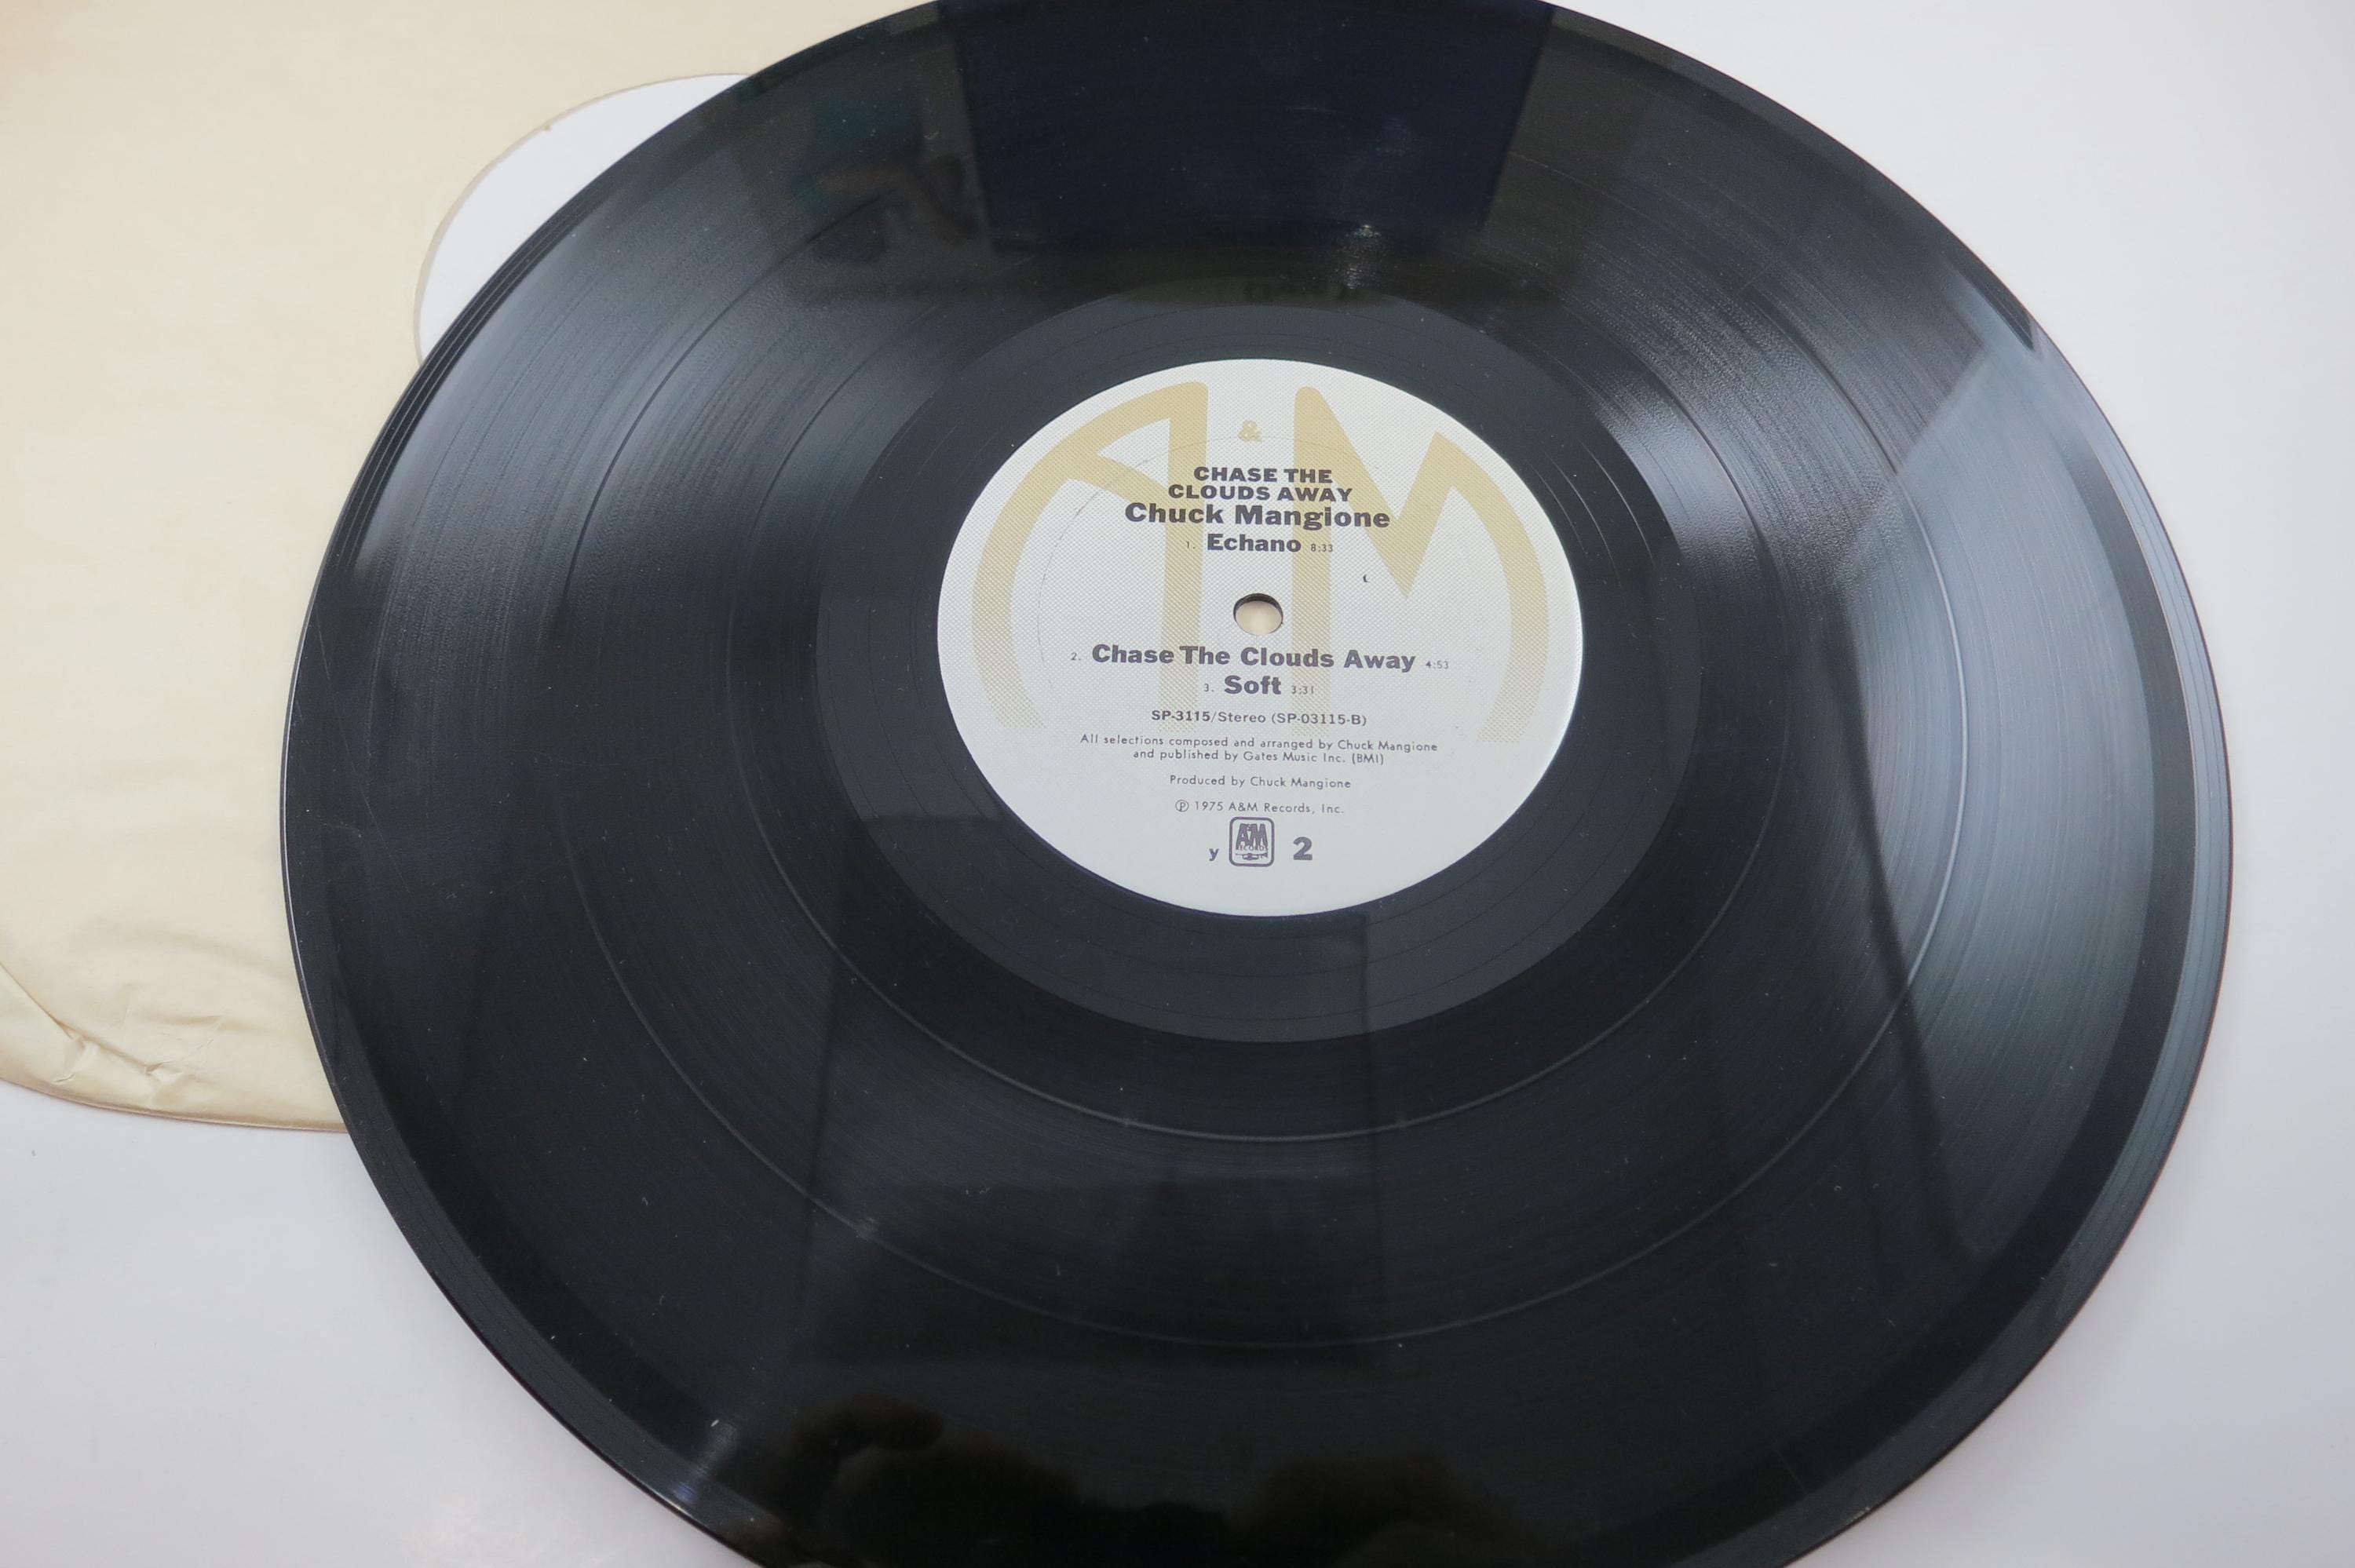 A & M
CHASE THE
CLOUDS AWAY
Chuck Mangione
1. Echano 8:33
2. Chase The Clouds Away 4:53
3. Soft 3:31
SP-3115/Stereo (SP-03115-B)
All selections composed and arranged by Chuck Mangione
and published by Gates Music Inc. (BMI)
Produced by Chuck Mangione
℗ 1975 A&M Records, Inc.
y A&M RECORDS 2